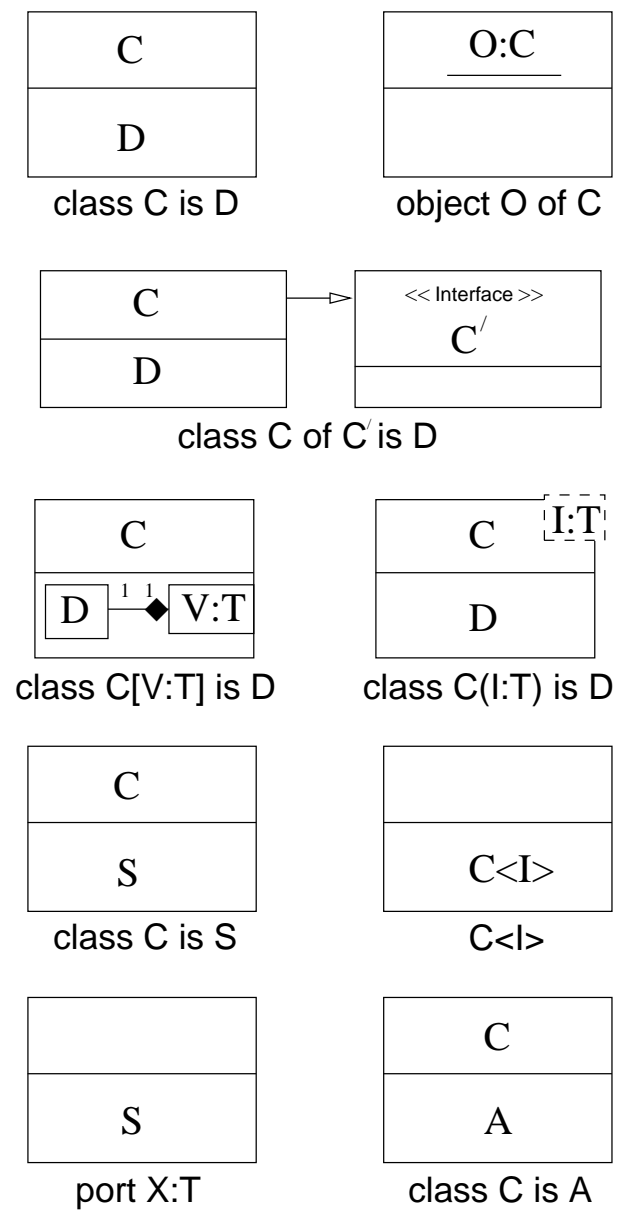 C
D
class C is D
O:C
object O of C
C
D
<< Interface >>
C/
class C of C/ is D
C
D 1 1 V:T
class C[V:T] is D
C
I:T
D
class C(I:T) is D
C
S
class C is S
C<I>
C<I>
S
port X:T
C
A
class C is A